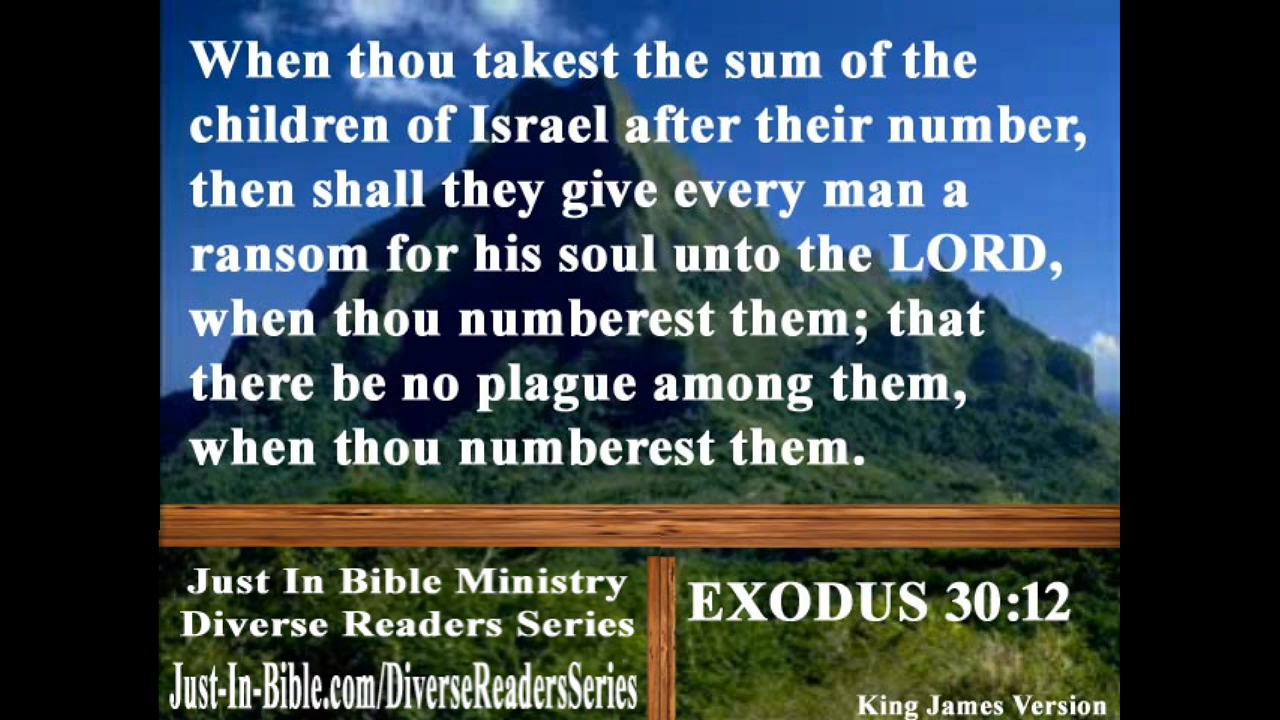 When thou takest the sum of the
children of Israel after their number,
then shall they give every man a
ransom for his soul unto the LORD,
when thou numberest them; that
there be no plague among them,
when thou numberest them.
Just In Bible Ministry
Diverse Readers Series
Just-In-Bible.com/DiverseReadersSeries
EXODUS 30:12
King James Version